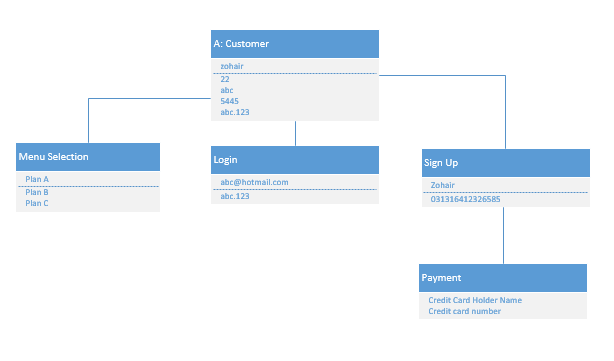 A: Customer
zohair
22
abc
5445
abc.123
Menu Selection
Plan A
Plan B
Plan C
Login
abc@hotmail.com
abc.123
Sign Up
Zohair
031316412326585
Payment
Credit Card Holder Name
Credit card number